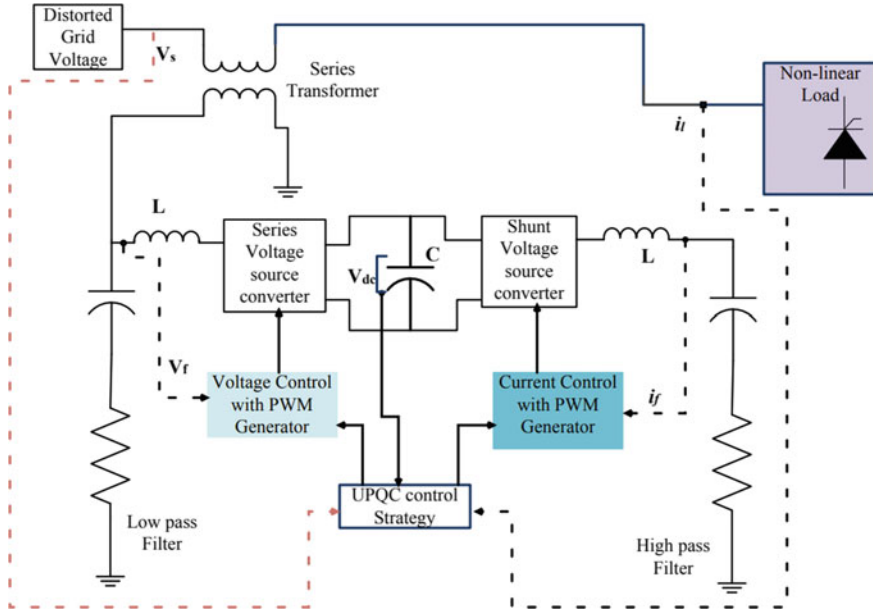 Distorted
Grid
Voltage
Vs
Series
Transformer
Non-linear
Load
il
L
Series
Voltage
source
converter
Vdc
C
Shunt
Voltage
source
converter
L
Vf
Voltage Control
with PWM
Generator
Current Control
with PWM
Generator
if
UPQC control
Strategy
Low pass
Filter
High pass
Filter